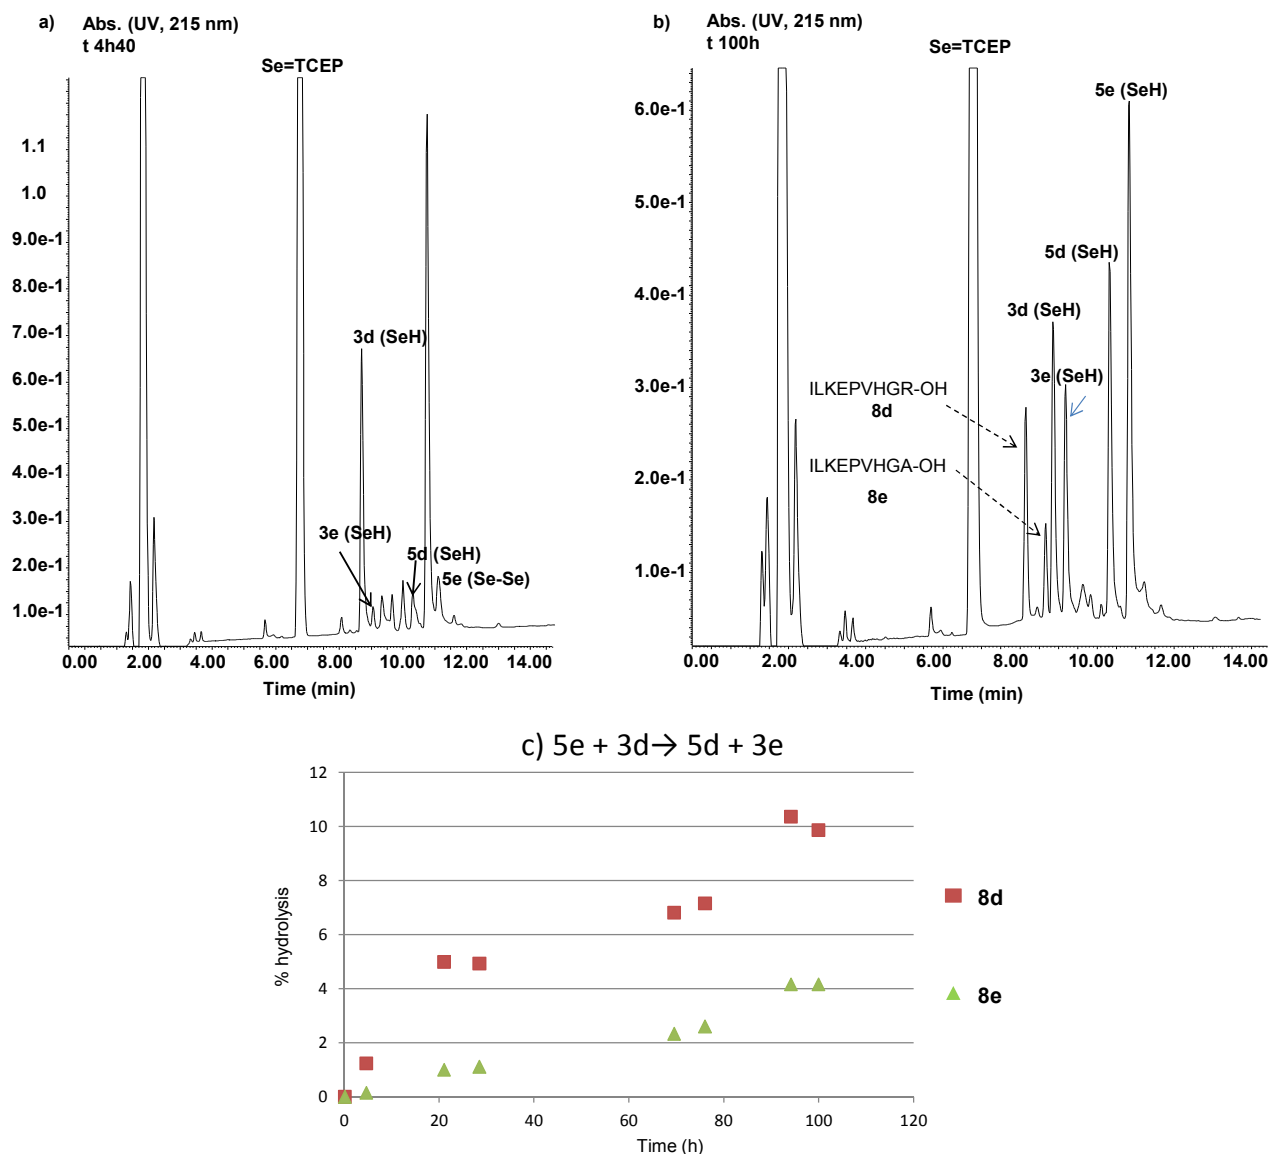 a)
Abs. (UV, 215 nm)
t 4h40
Se=TCEP
1.1
1.0
9.0e-1
8.0e-1
7.0e-1
6.0e-1
5.0e-1
4.0e-1
3.0e-1
2.0e-1
1.0e-1
3d (SeH)
3e (SeH)
5d (SeH)
5e (Se-Se)
0.00 2.00 4.00 6.00 8.00 10.00 12.00 14.00
Time (min)
b)
Abs. (UV, 215 nm)
t 100h
Se=TCEP
6.0e-1
5.0e-1
4.0e-1
3.0e-1
2.0e-1
1.0e-1
5e (SeH)
5d (SeH)
3d (SeH)
3e (SeH)
ILKEPVHGR-OH
8d
ILKEPVHGA-OH
8e
0.00 2.00 4.00 6.00 8.00 10.00 12.00 14.00
Time (min)
c) 5e + 3d→ 5d + 3e
12
10
8
6
4
2
0
% hydrolysis
0 20 40 60 80 100 120
Time (h)
8d
8e